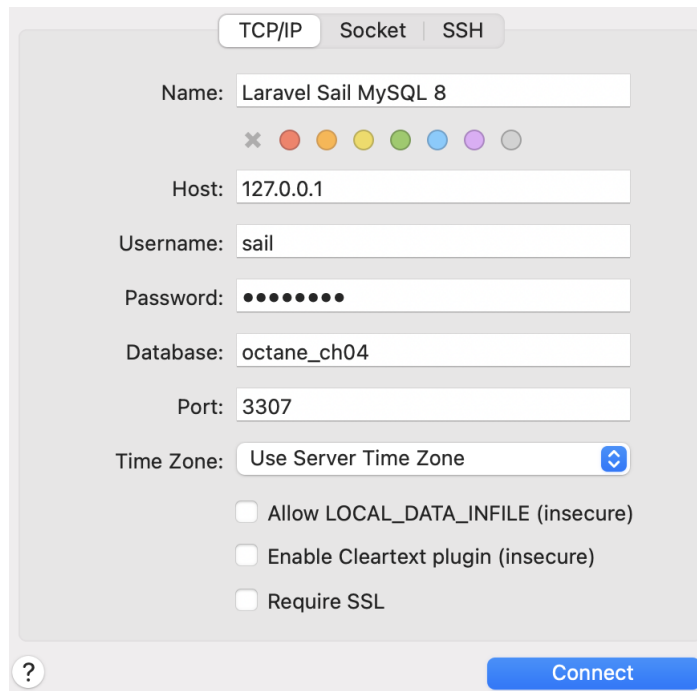 TCP/IP Socket SSH
Name: Laravel Sail MySQL 8
Host: 127.0.0.1
Username: sail
Password: ●●●●●●●●
Database: octane_ch04
Port: 3307
Time Zone: Use Server Time Zone
Allow LOCAL_DATA_INFILE (insecure)
Enable Cleartext plugin (insecure)
Require SSL
? Connect